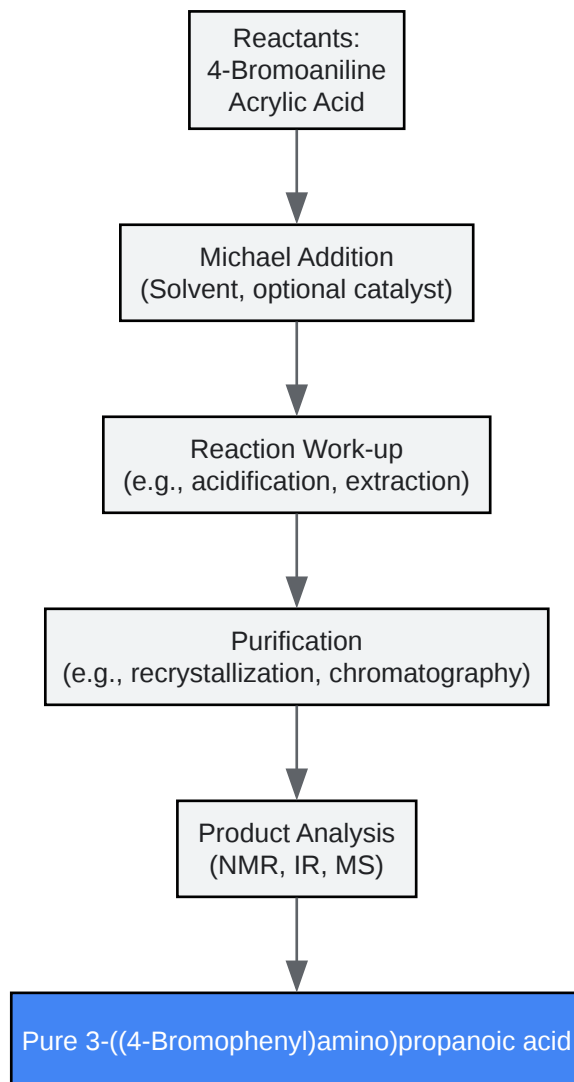 Reactants:
4-Bromoaniline
Acrylic Acid
Michael Addition
(Solvent, optional catalyst)
Reaction Work-up
(e.g., acidification, extraction)
Purification
(e.g., recrystallization, chromatography)
Product Analysis
(NMR, IR, MS)
Pure 3-((4-Bromophenyl)amino)propanoic acid